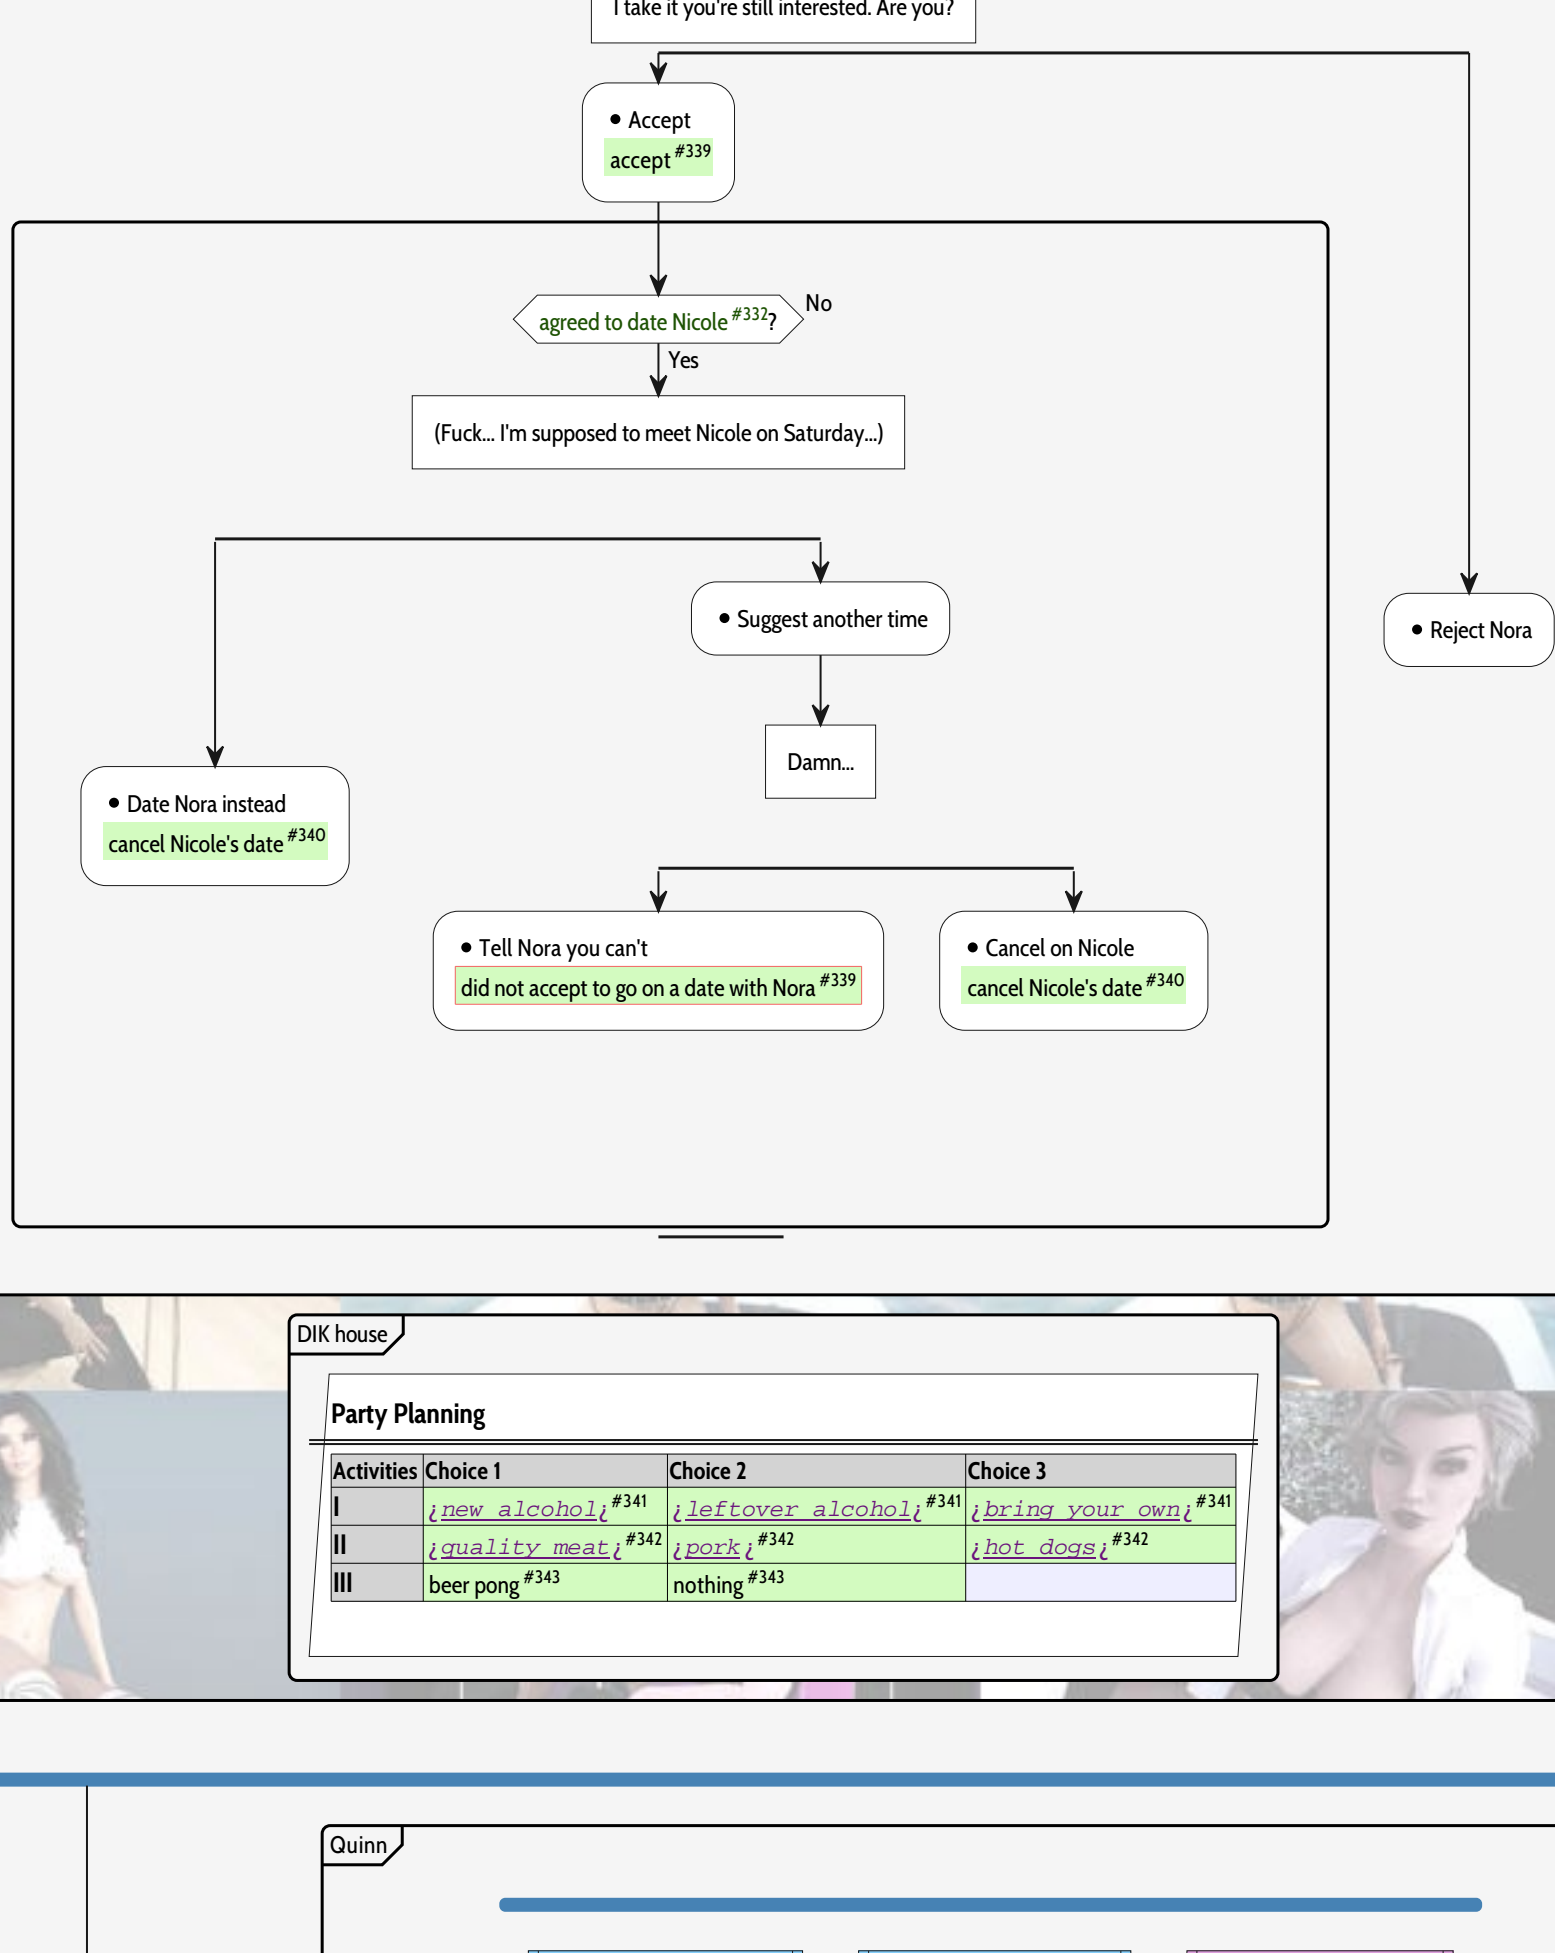 I take it you're still interested. Are you?
• Accept
accept #339
agreed to date Nicole #332?
No
Yes
(Fuck... I'm supposed to meet Nicole on Saturday...)
• Suggest another time
• Reject Nora
Damn...
• Date Nora instead
cancel Nicole's date #340
• Tell Nora you can't
did not accept to go on a date with Nora #339
• Cancel on Nicole
cancel Nicole's date #340
DIK house
Party Planning
Activities Choice 1 Choice 2 Choice 3
I ¿new alcohol¿ #341 ¿leftover alcohol¿ #341 ¿bring your own¿ #341
II ¿quality meat¿ #342 ¿pork¿ #342 ¿hot dogs¿ #342
III beer pong #343 nothing #343
Quinn